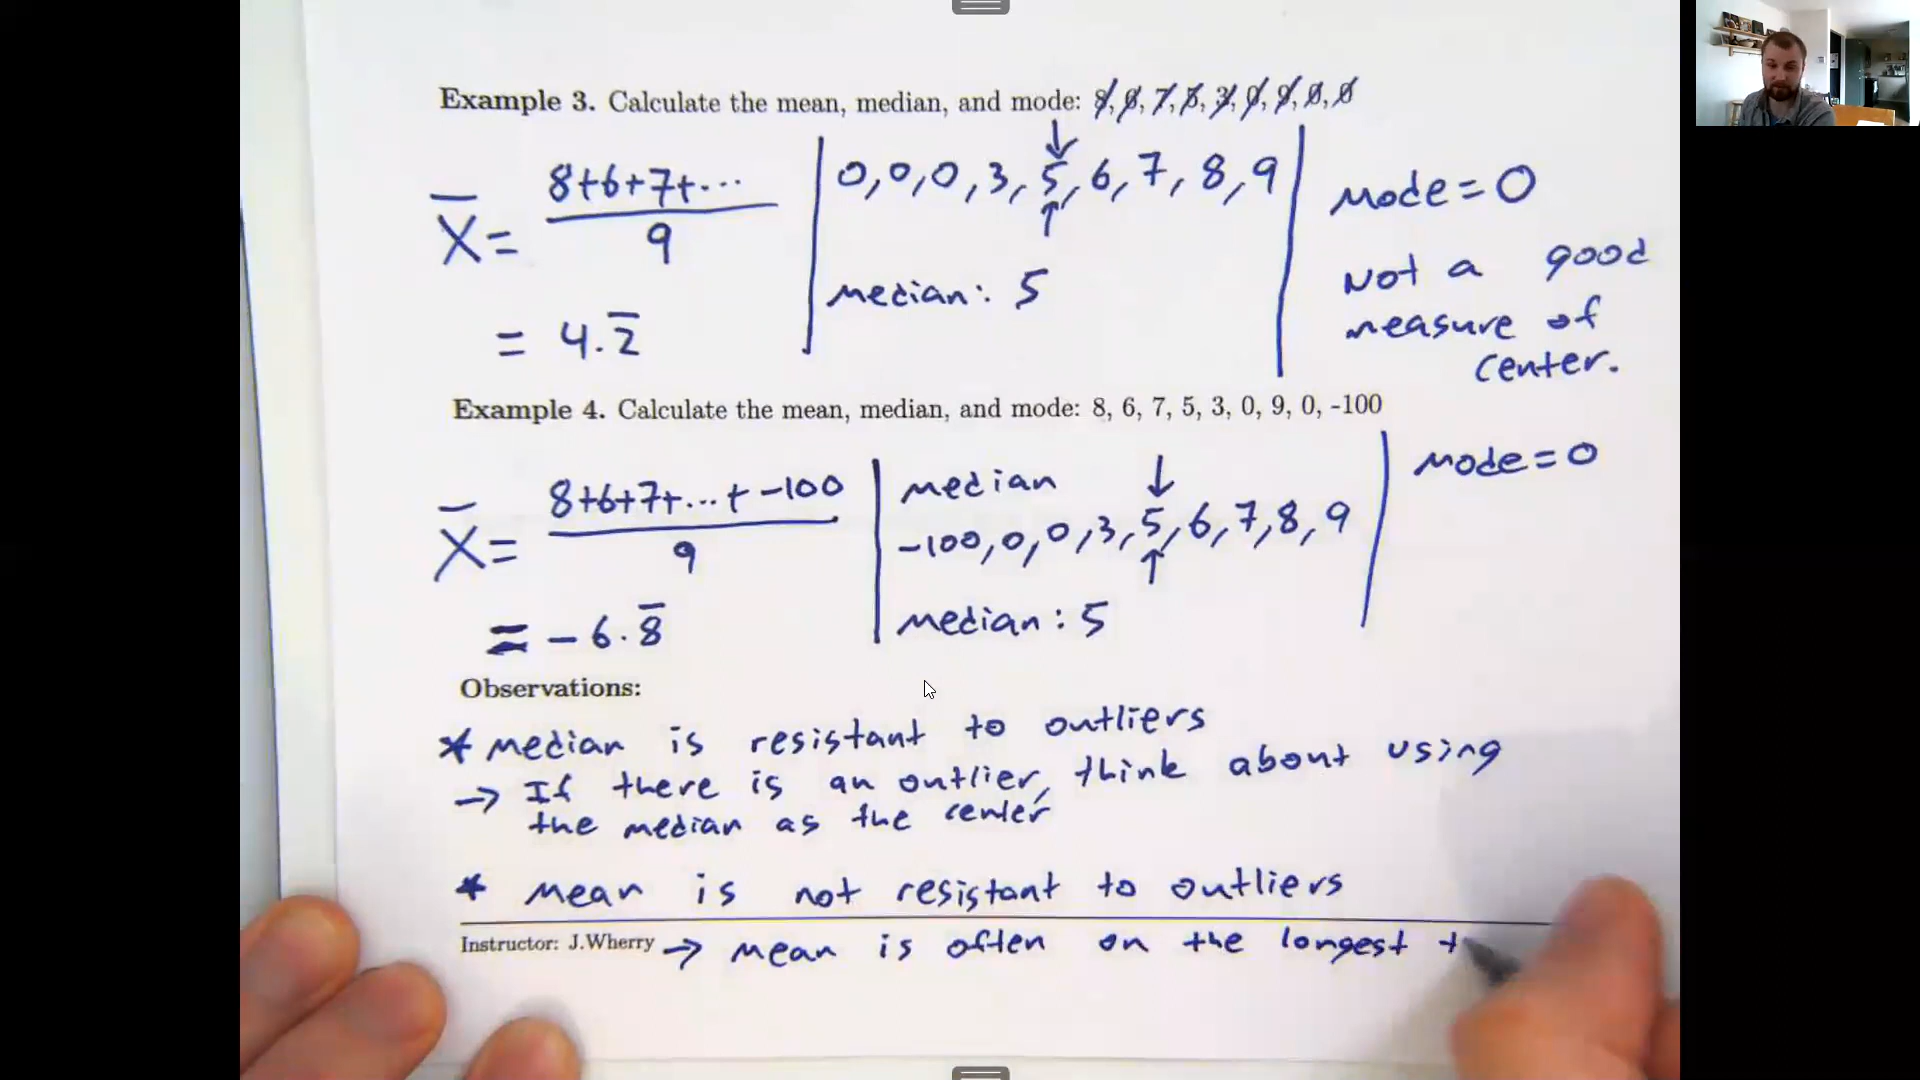 Example 3. Calculate the mean, median, and mode: 8, 6, 7, 5, 3, 0, 9, 0, 0
X̄ = 8+6+7+... / 9
= 4.2̅
0, 0, 0, 3, 5, 6, 7, 8, 9
median: 5
mode = 0
Not a good
measure of
center.
Example 4. Calculate the mean, median, and mode: 8, 6, 7, 5, 3, 0, 9, 0, -100
X̄ = 8+6+7+...+ -100 / 9
= -6.8̅
median
-100, 0, 0, 3, 5, 6, 7, 8, 9
median: 5
mode = 0
Observations:
* median is resistant to outliers
→ If there is an outlier, think about using
the median as the center
* mean is not resistant to outliers
Instructor: J.Wherry → mean is often on the longest t